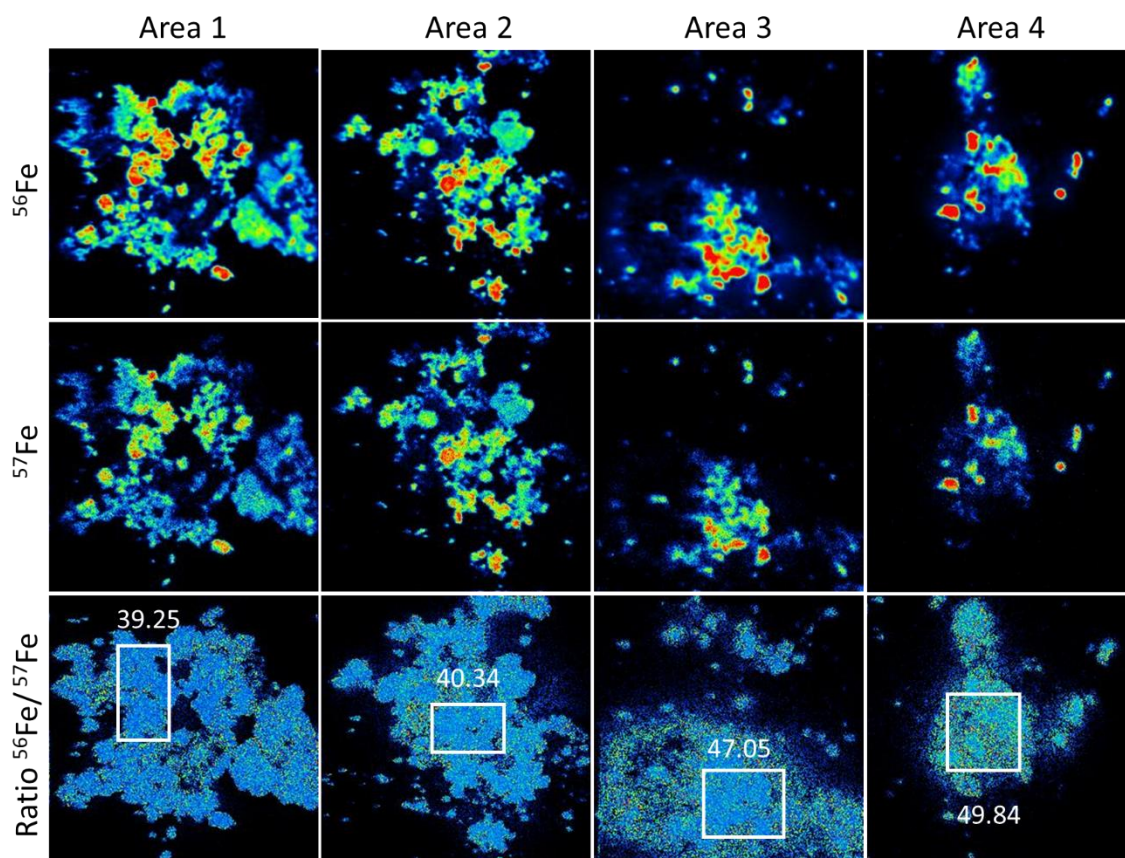 Area 1
Area 2
Area 3
Area 4
⁵⁶Fe
⁵⁷Fe
Ratio ⁵⁶Fe/ ⁵⁷Fe
39.25
40.34
47.05
49.84